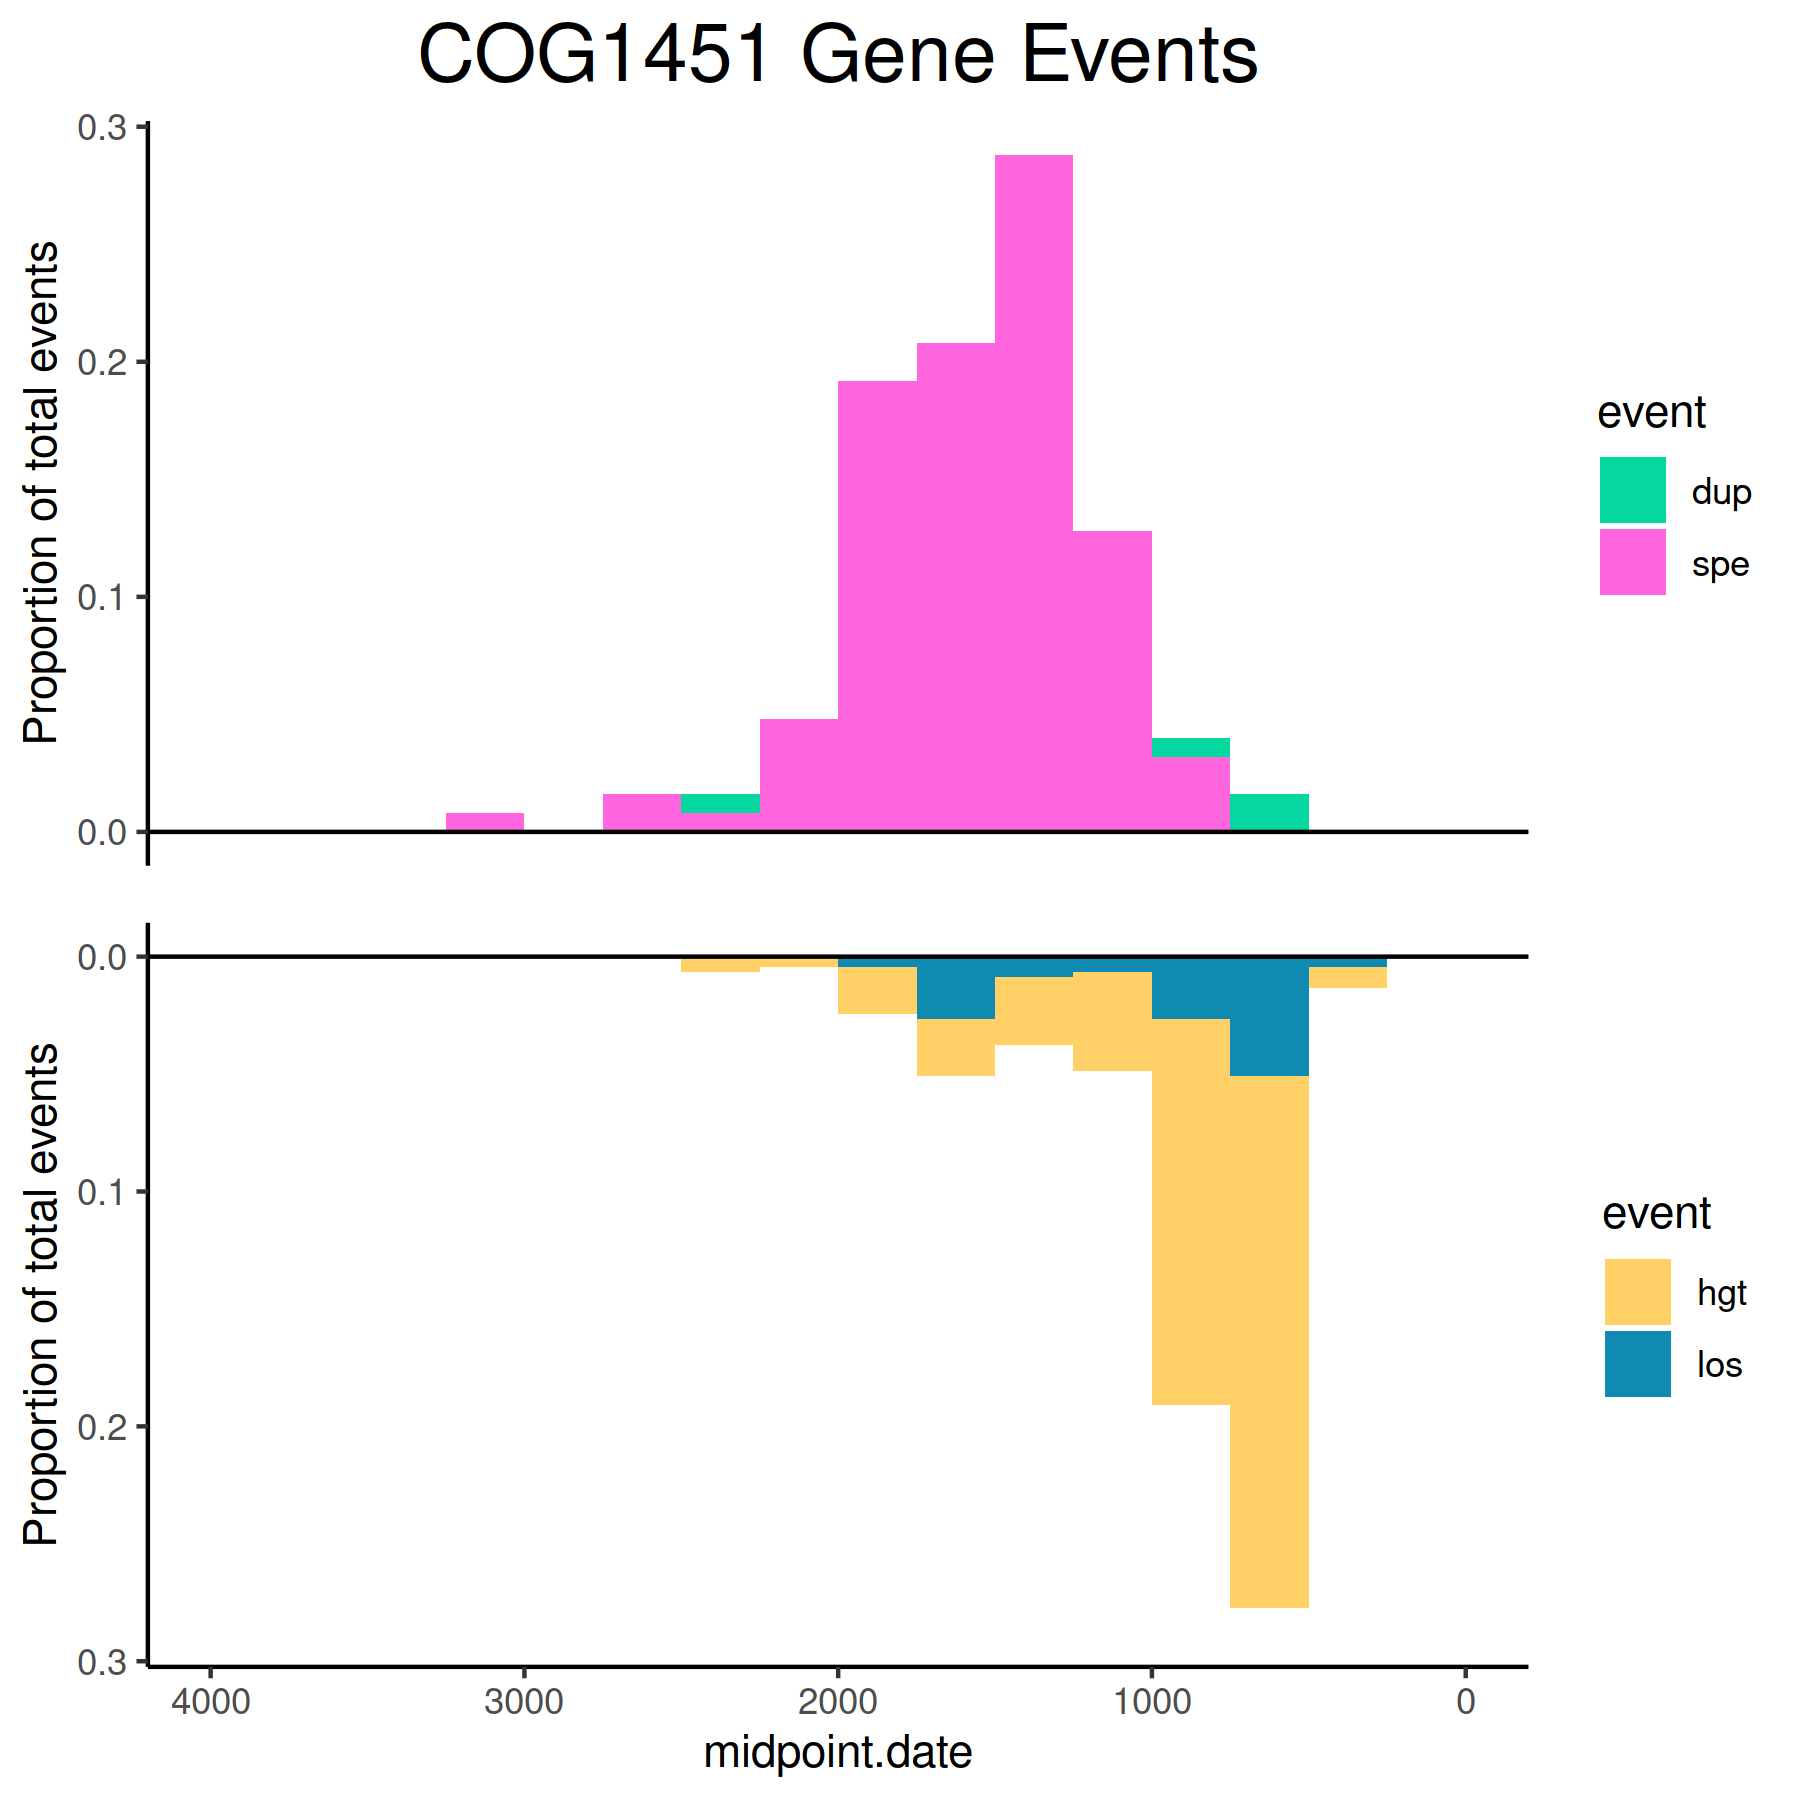 COG1451 Gene Events
Proportion of total events
0.3
0.2
0.1
0.0
event
dup
spe
Proportion of total events
0.0
0.1
0.2
0.3
event
hgt
los
4000 3000 2000 1000 0
midpoint.date